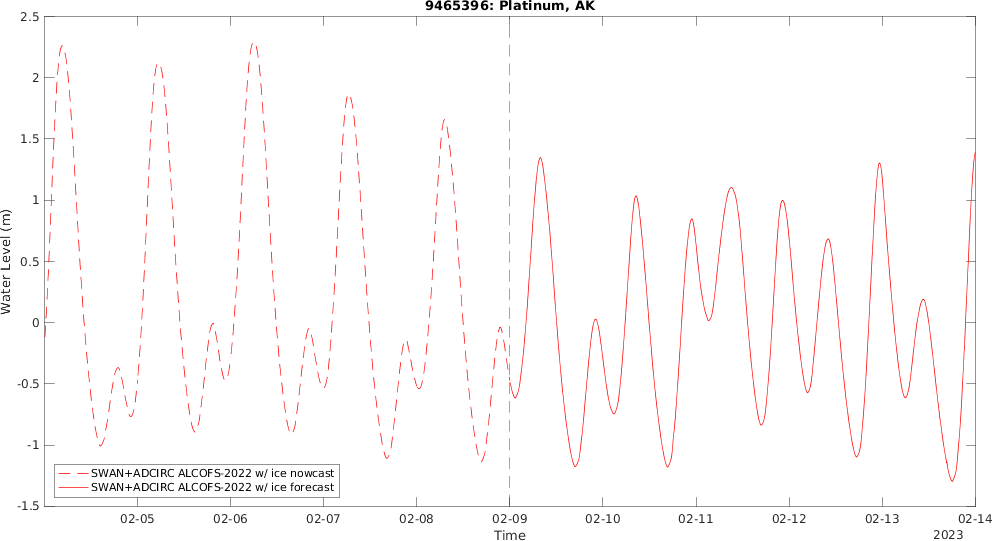 9465396: Platinum, AK
2.5
2
1.5
1
0.5
0
-0.5
-1
-1.5
Water Level (m)
SWAN+ADCIRC ALCOFS-2022 w/ ice nowcast
SWAN+ADCIRC ALCOFS-2022 w/ ice forecast
02-05 02-06 02-07 02-08 02-09 02-10 02-11 02-12 02-13 02-14
Time
2023